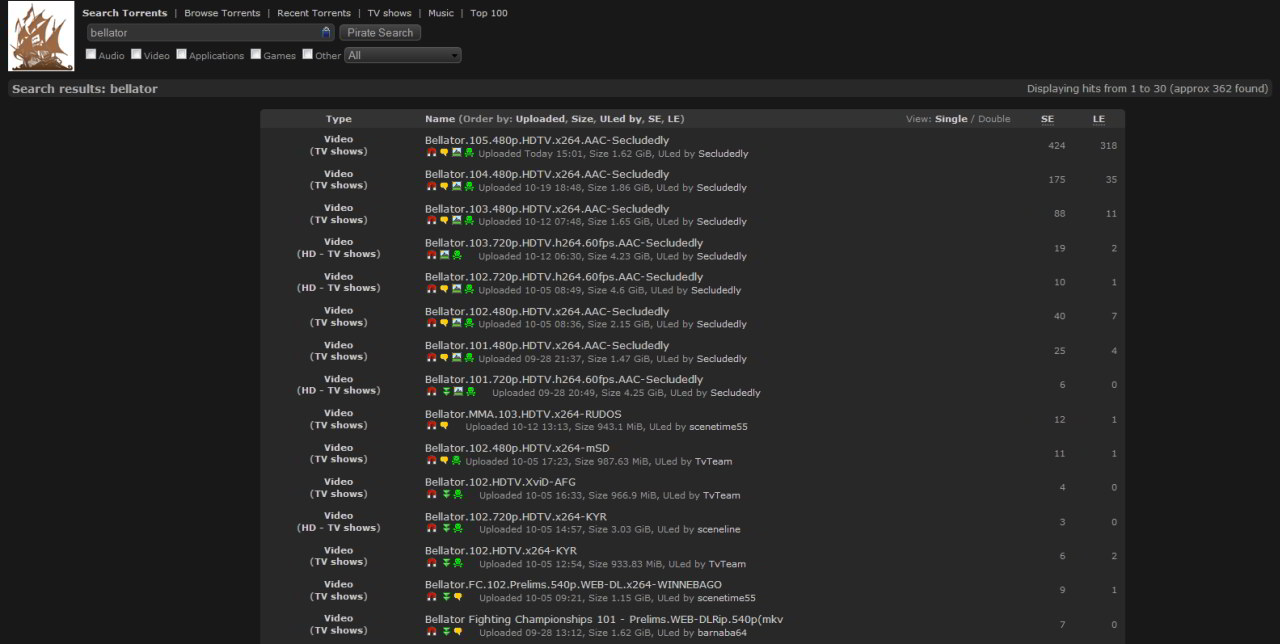 Search Torrents | Browse Torrents | Recent Torrents | TV shows | Music | Top 100
bellator Pirate Search
Audio Video Applications Games Other All
Search results: bellator Displaying hits from 1 to 30 (approx 362 found)
Type Name (Order by: Uploaded, Size, ULed by, SE, LE) View: Single / Double SE LE
Video Bellator.105.480p.HDTV.x264.AAC-Secludedly 424 318
(TV shows) Uploaded Today 15:01, Size 1.62 GiB, ULed by Secludedly
Video Bellator.104.480p.HDTV.x264.AAC-Secludedly 175 35
(TV shows) Uploaded 10-19 18:48, Size 1.86 GiB, ULed by Secludedly
Video Bellator.103.480p.HDTV.x264.AAC-Secludedly 88 11
(TV shows) Uploaded 10-12 07:48, Size 1.65 GiB, ULed by Secludedly
Video Bellator.103.720p.HDTV.h264.60fps.AAC-Secludedly 19 2
(HD - TV shows) Uploaded 10-12 06:30, Size 4.23 GiB, ULed by Secludedly
Video Bellator.102.720p.HDTV.h264.60fps.AAC-Secludedly 10 1
(HD - TV shows) Uploaded 10-05 08:49, Size 4.6 GiB, ULed by Secludedly
Video Bellator.102.480p.HDTV.x264.AAC-Secludedly 40 7
(TV shows) Uploaded 10-05 08:36, Size 2.15 GiB, ULed by Secludedly
Video Bellator.101.480p.HDTV.x264.AAC-Secludedly 25 4
(TV shows) Uploaded 09-28 21:37, Size 1.47 GiB, ULed by Secludedly
Video Bellator.101.720p.HDTV.h264.60fps.AAC-Secludedly 6 0
(HD - TV shows) Uploaded 09-28 20:49, Size 4.25 GiB, ULed by Secludedly
Video Bellator.MMA.103.HDTV.x264-RUDOS 12 1
(TV shows) Uploaded 10-12 13:13, Size 943.1 MiB, ULed by scenetime55
Video Bellator.102.480p.HDTV.x264-mSD 11 1
(TV shows) Uploaded 10-05 17:23, Size 987.63 MiB, ULed by TvTeam
Video Bellator.102.HDTV.XviD-AFG 4 0
(TV shows) Uploaded 10-05 16:33, Size 966.9 MiB, ULed by TvTeam
Video Bellator.102.720p.HDTV.x264-KYR 3 0
(HD - TV shows) Uploaded 10-05 14:57, Size 3.03 GiB, ULed by sceneline
Video Bellator.102.HDTV.x264-KYR 6 2
(TV shows) Uploaded 10-05 12:54, Size 933.83 MiB, ULed by TvTeam
Video Bellator.FC.102.Prelims.540p.WEB-DL.x264-WINNEBAGO 9 1
(TV shows) Uploaded 10-05 09:21, Size 1.15 GiB, ULed by scenetime55
Video Bellator Fighting Championships 101 - Prelims.WEB-DLRip.540p(mkv 7 0
(TV shows) Uploaded 09-28 13:12, Size 1.62 GiB, ULed by barnaba64